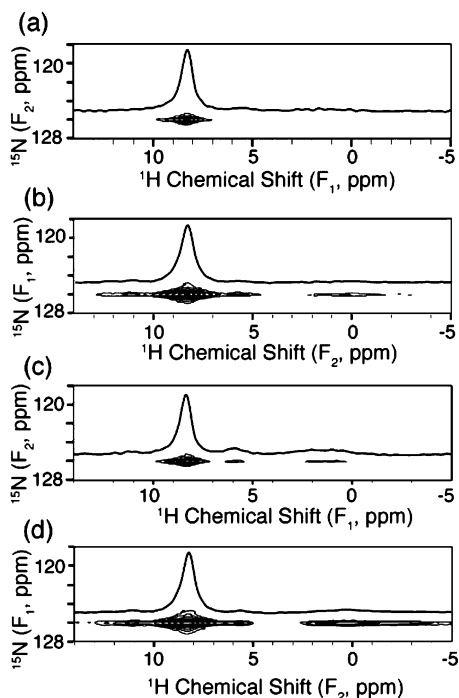 (a)
120
128
¹⁵N (F₂, ppm)
10 5 0 -5
¹H Chemical Shift (F₁, ppm)
(b)
120
128
¹⁵N (F₁, ppm)
10 5 0 -5
¹H Chemical Shift (F₂, ppm)
(c)
120
128
¹⁵N (F₂, ppm)
10 5 0 -5
¹H Chemical Shift (F₁, ppm)
(d)
120
128
¹⁵N (F₁, ppm)
10 5 0 -5
¹H Chemical Shift (F₂, ppm)